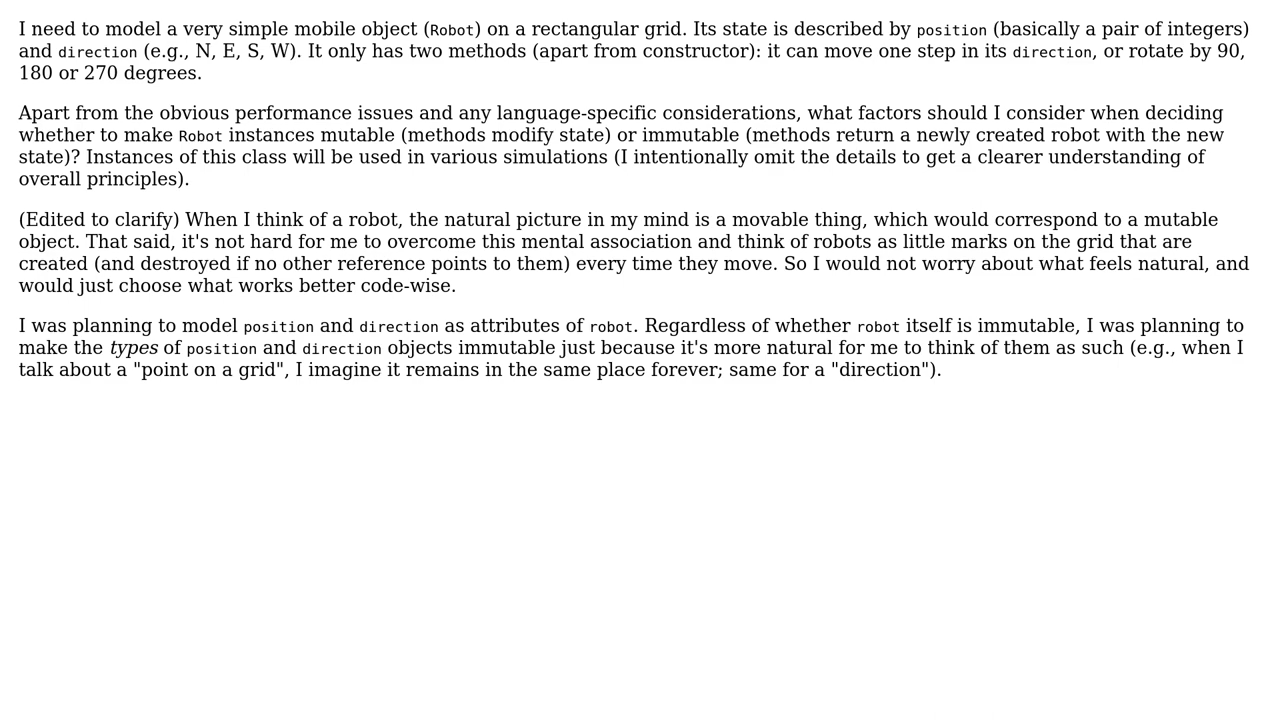 I need to model a very simple mobile object (Robot) on a rectangular grid. Its state is described by position (basically a pair of integers)
and direction (e.g., N, E, S, W). It only has two methods (apart from constructor): it can move one step in its direction, or rotate by 90,
180 or 270 degrees.
Apart from the obvious performance issues and any language-specific considerations, what factors should I consider when deciding
whether to make Robot instances mutable (methods modify state) or immutable (methods return a newly created robot with the new
state)? Instances of this class will be used in various simulations (I intentionally omit the details to get a clearer understanding of
overall principles).
(Edited to clarify) When I think of a robot, the natural picture in my mind is a movable thing, which would correspond to a mutable
object. That said, it's not hard for me to overcome this mental association and think of robots as little marks on the grid that are
created (and destroyed if no other reference points to them) every time they move. So I would not worry about what feels natural, and
would just choose what works better code-wise.
I was planning to model position and direction as attributes of robot. Regardless of whether robot itself is immutable, I was planning to
make the types of position and direction objects immutable just because it's more natural for me to think of them as such (e.g., when I
talk about a "point on a grid", I imagine it remains in the same place forever; same for a "direction").